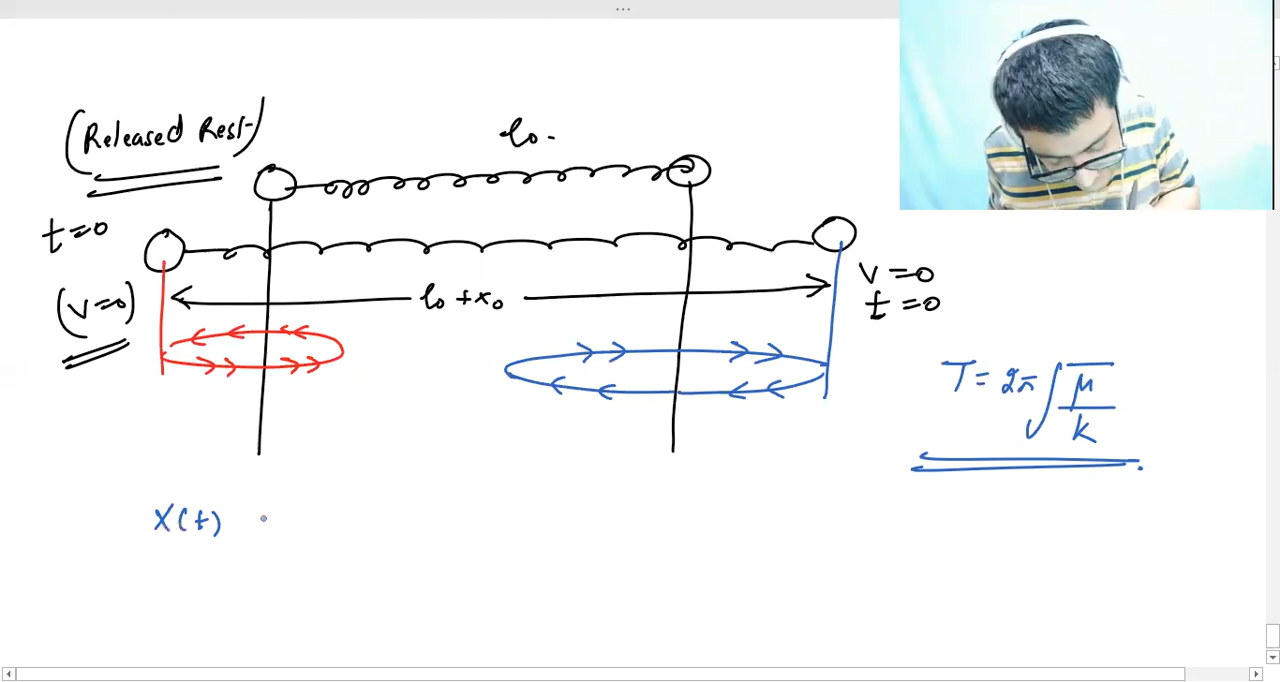 (Released Rest)
l₀.
t=0
(v=0)
l₀ + x₀
v=0
t=0
T = 2π√(μ/k)
X(t)